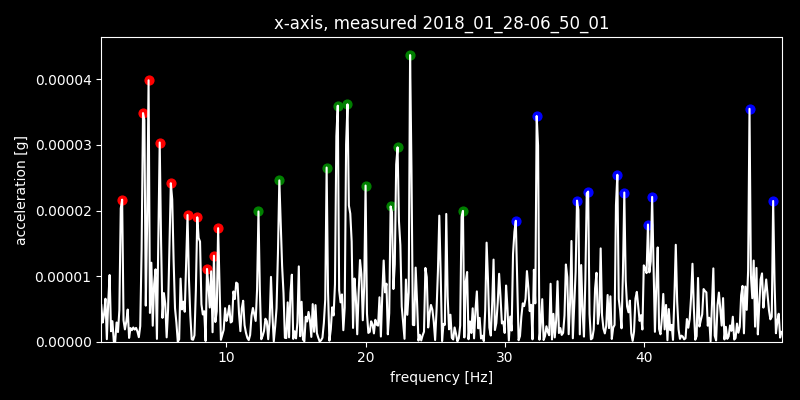 x-axis, measured 2018_01_28-06_50_01
0.00004
0.00003
0.00002
0.00001
0.00000
acceleration [g]
10 20 30 40
frequency [Hz]